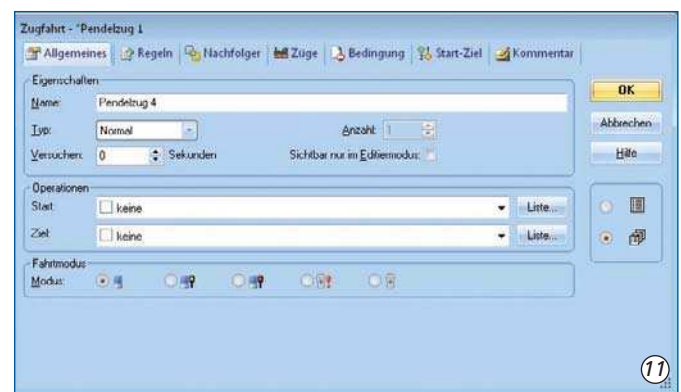 Zugfahrt - "Pendelzug 1
Allgemeines Regeln Nachfolger Züge Bedingung Start-Ziel Kommentar
Eigenschaften
Name: Pendelzug 4
Typ: Normal Anzahl: 1
Versuchen: 0 Sekunden Sichtbar nur im Editiermodus:
OK
Abbrechen
Hilfe
Operationen
Start: keine Liste...
Ziel: keine Liste...
Fahrtmodus
Modus:
11